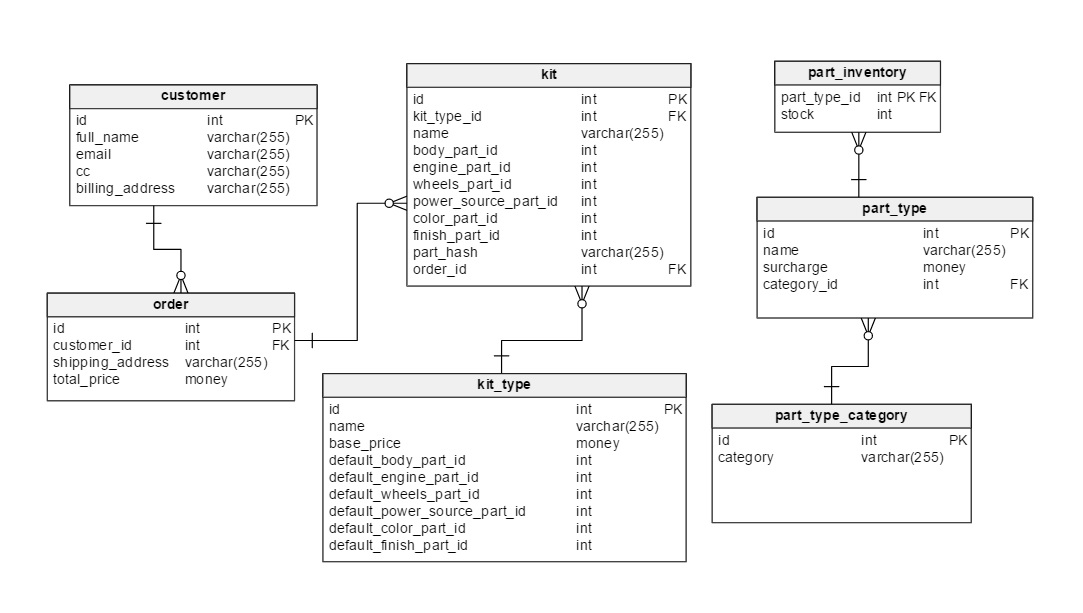 customer
id int PK
full_name varchar(255)
email varchar(255)
cc varchar(255)
billing_address varchar(255)
order
id int PK
customer_id int FK
shipping_address varchar(255)
total_price money
kit
id int PK
kit_type_id int FK
name varchar(255)
body_part_id int
engine_part_id int
wheels_part_id int
power_source_part_id int
color_part_id int
finish_part_id int
part_hash varchar(255)
order_id int FK
kit_type
id int PK
name varchar(255)
base_price money
default_body_part_id int
default_engine_part_id int
default_wheels_part_id int
default_power_source_part_id int
default_color_part_id int
default_finish_part_id int
part_inventory
part_type_id int PK FK
stock int
part_type
id int PK
name varchar(255)
surcharge money
category_id int FK
part_type_category
id int PK
category varchar(255)